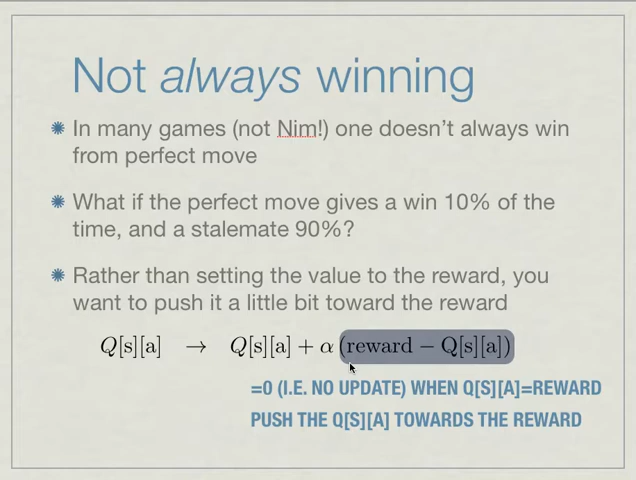 Not always winning
In many games (not Nim!) one doesn't always win
from perfect move
What if the perfect move gives a win 10% of the
time, and a stalemate 90%?
Rather than setting the value to the reward, you
want to push it a little bit toward the reward
Q[s][a] → Q[s][a] + α (reward − Q[s][a])
=0 (I.E. NO UPDATE) WHEN Q[S][A]=REWARD
PUSH THE Q[S][A] TOWARDS THE REWARD